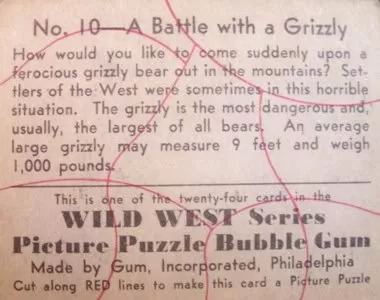 No. 10—A Battle with a Grizzly
How would you like to come suddenly upon a
ferocious grizzly bear out in the mountains? Set-
tlers of the West were sometimes in this horrible
situation. The grizzly is the most dangerous and,
usually, the largest of all bears. An average
large grizzly may measure 9 feet and weigh
1,000 pounds.
This is one of the twenty-four cards in the
WILD WEST Series
Picture Puzzle Bubble Gum
Made by Gum, Incorporated, Philadelphia
Cut along RED lines to make this card a Picture Puzzle